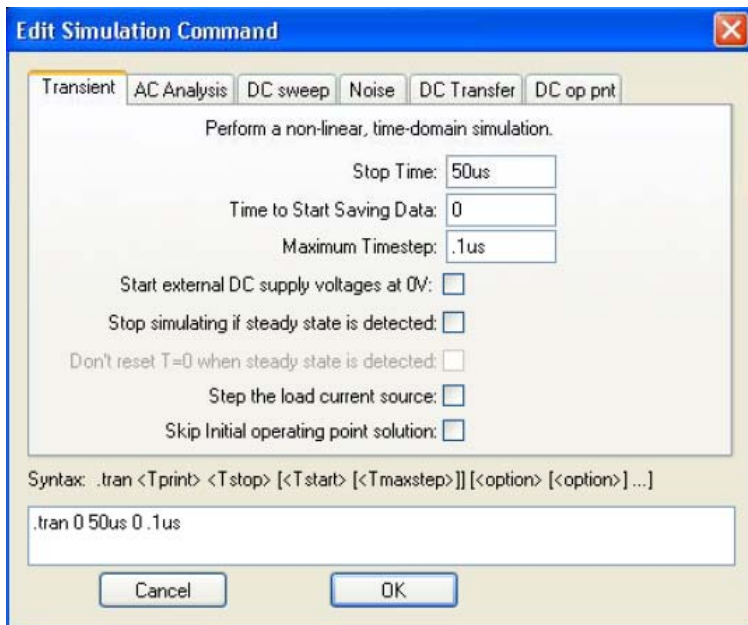 Edit Simulation Command
Transient AC Analysis DC sweep Noise DC Transfer DC op pnt
Perform a non-linear, time-domain simulation.
Stop Time: 50us
Time to Start Saving Data: 0
Maximum Timestep: .1us
Start external DC supply voltages at 0V:
Stop simulating if steady state is detected:
Don't reset T=0 when steady state is detected:
Step the load current source:
Skip Initial operating point solution:
Syntax: .tran <Tprint> <Tstop> [<Tstart> [<Tmaxstep>]] [<option> [<option>] ...]
.tran 0 50us 0 .1us
Cancel OK